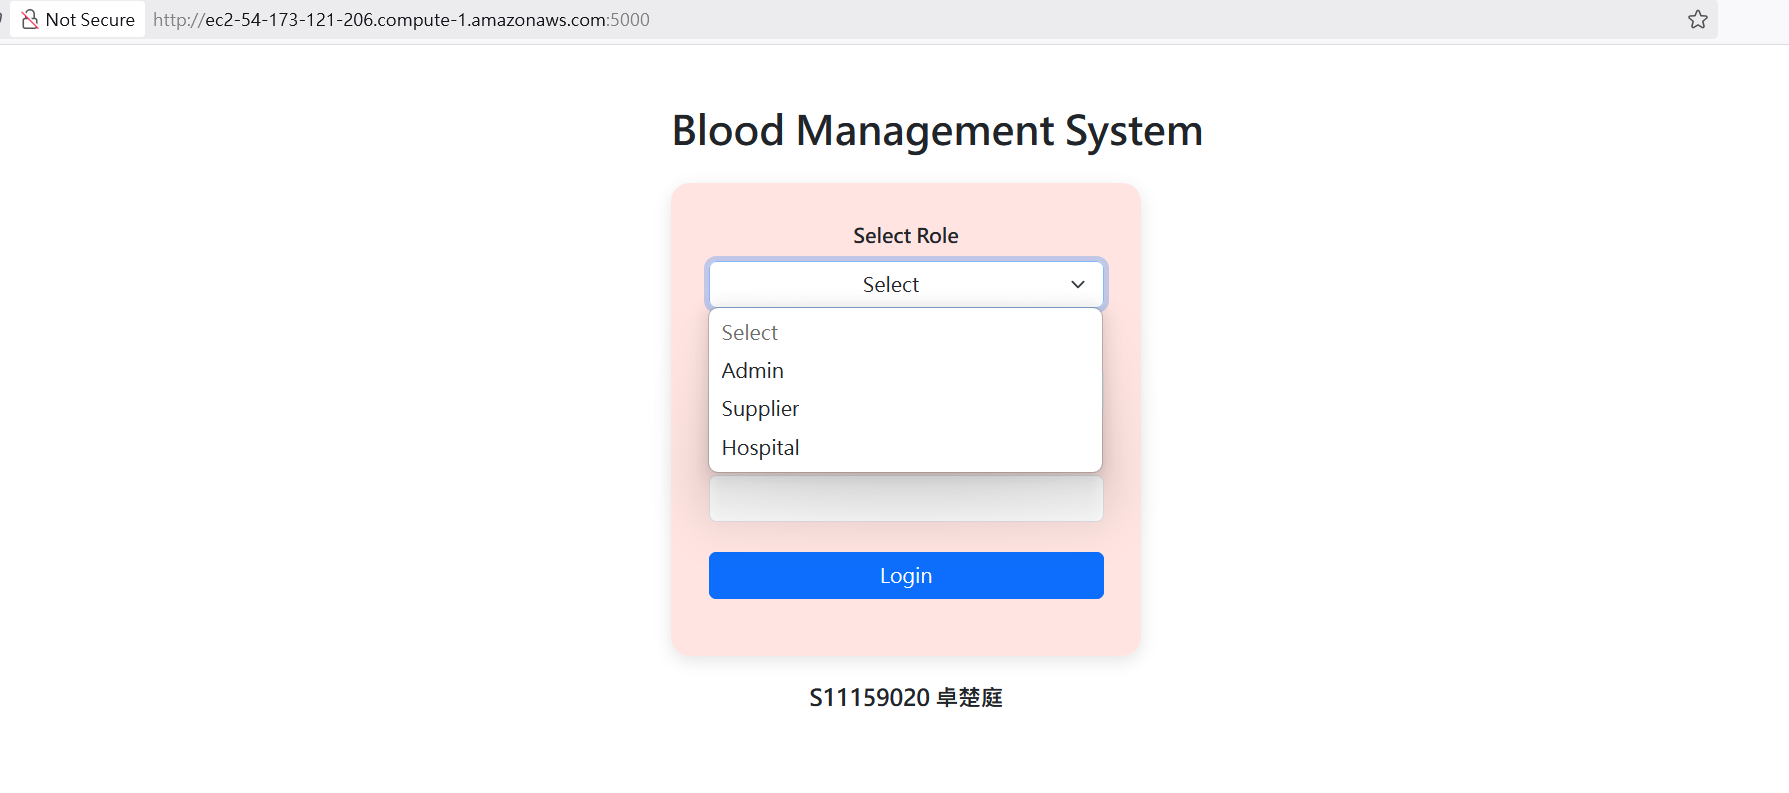 Not Secure http://ec2-54-173-121-206.compute-1.amazonaws.com:5000
Blood Management System
Select Role
Select
Select
Admin
Supplier
Hospital
Login
S11159020 卓楚庭